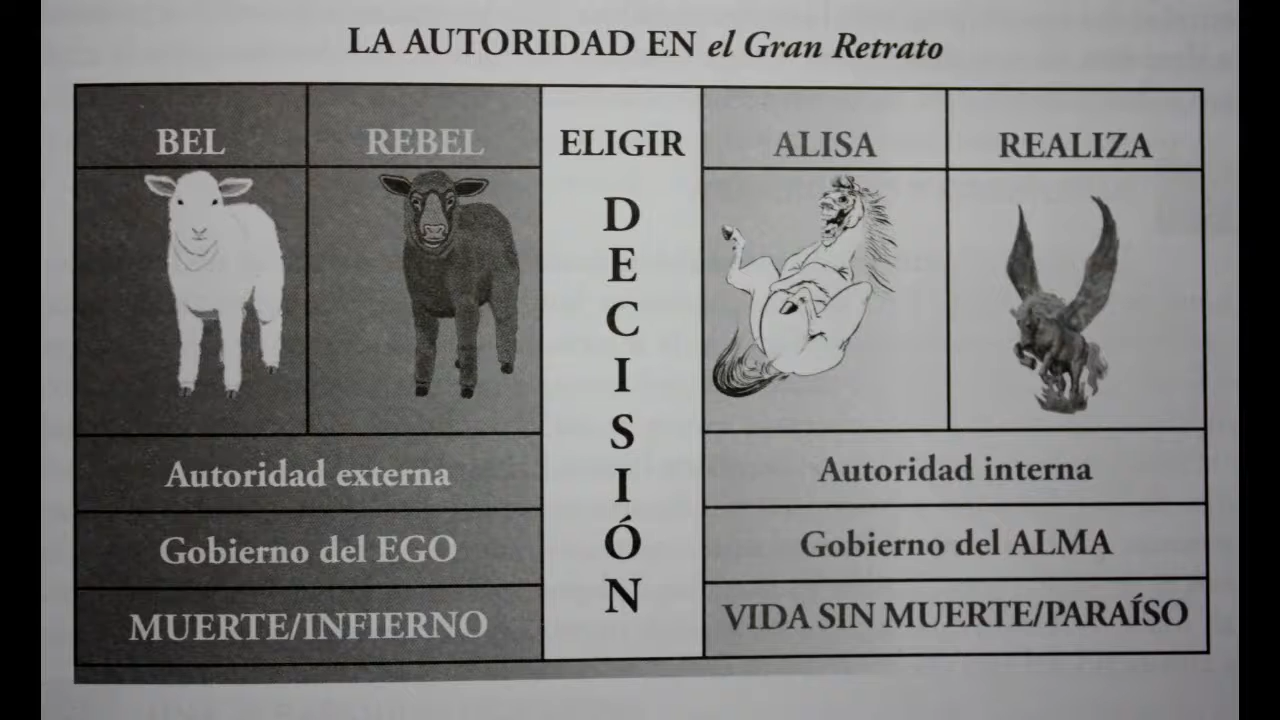 LA AUTORIDAD EN el Gran Retrato
BEL
REBEL
ELIGIR
ALISA
REALIZA
DECISIÓN
Autoridad externa
Autoridad interna
Gobierno del EGO
Gobierno del ALMA
MUERTE/INFIERNO
VIDA SIN MUERTE/PARAÍSO